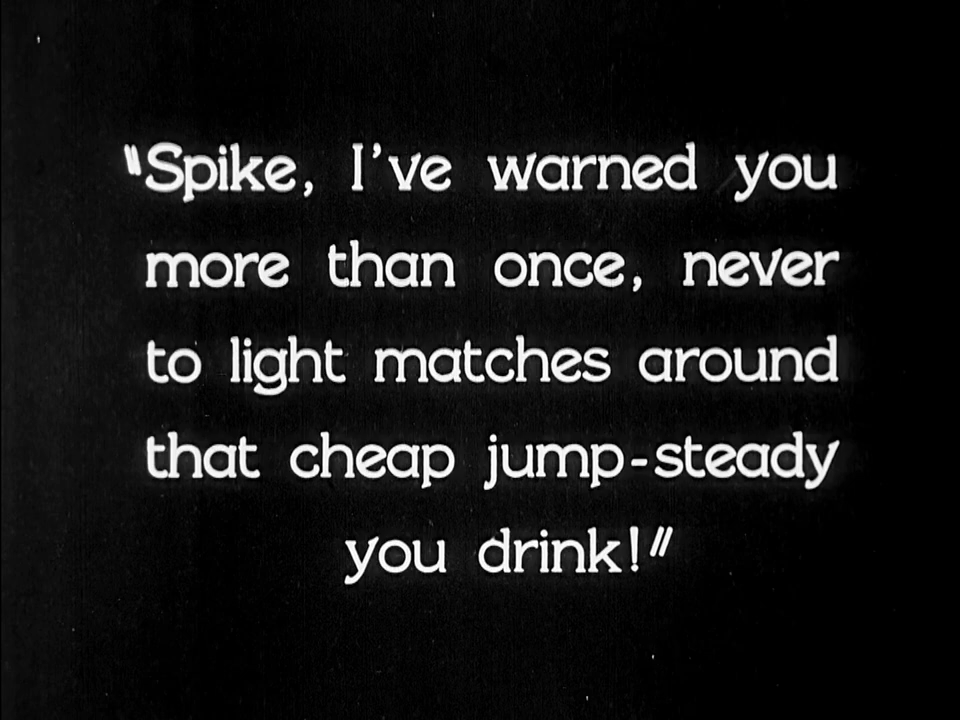 "Spike, I've warned you
more than once, never
to light matches around
that cheap jump-steady
you drink!"